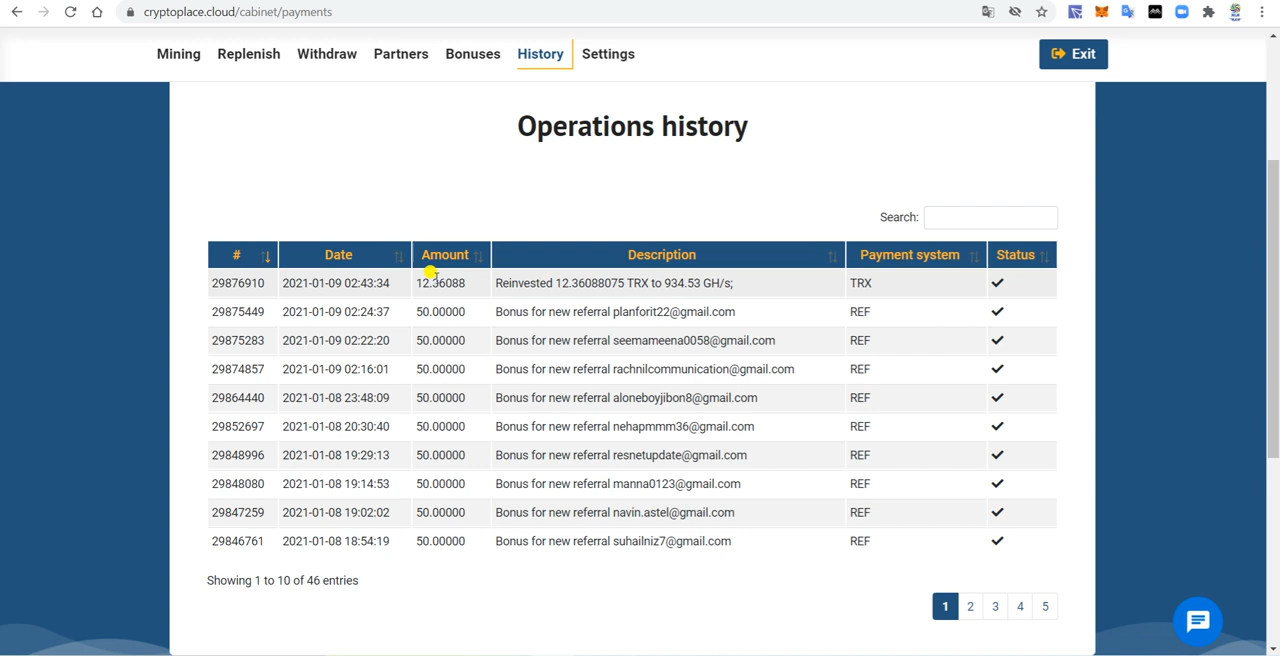 cryptoplace.cloud/cabinet/payments
Mining Replenish Withdraw Partners Bonuses History Settings Exit
Operations history
Search:
# Date Amount Description Payment system Status
29876910 2021-01-09 02:43:34 12.36088 Reinvested 12.36088075 TRX to 934.53 GH/s; TRX
29875449 2021-01-09 02:24:37 50.00000 Bonus for new referral planforit22@gmail.com REF
29875283 2021-01-09 02:22:20 50.00000 Bonus for new referral seemameena0058@gmail.com REF
29874857 2021-01-09 02:16:01 50.00000 Bonus for new referral rachnilcommunication@gmail.com REF
29864440 2021-01-08 23:48:09 50.00000 Bonus for new referral aloneboyjibon8@gmail.com REF
29852697 2021-01-08 20:30:40 50.00000 Bonus for new referral nehapmmm36@gmail.com REF
29848996 2021-01-08 19:29:13 50.00000 Bonus for new referral resnetupdate@gmail.com REF
29848080 2021-01-08 19:14:53 50.00000 Bonus for new referral manna0123@gmail.com REF
29847259 2021-01-08 19:02:02 50.00000 Bonus for new referral navin.astel@gmail.com REF
29846761 2021-01-08 18:54:19 50.00000 Bonus for new referral suhailniz7@gmail.com REF
Showing 1 to 10 of 46 entries
1 2 3 4 5